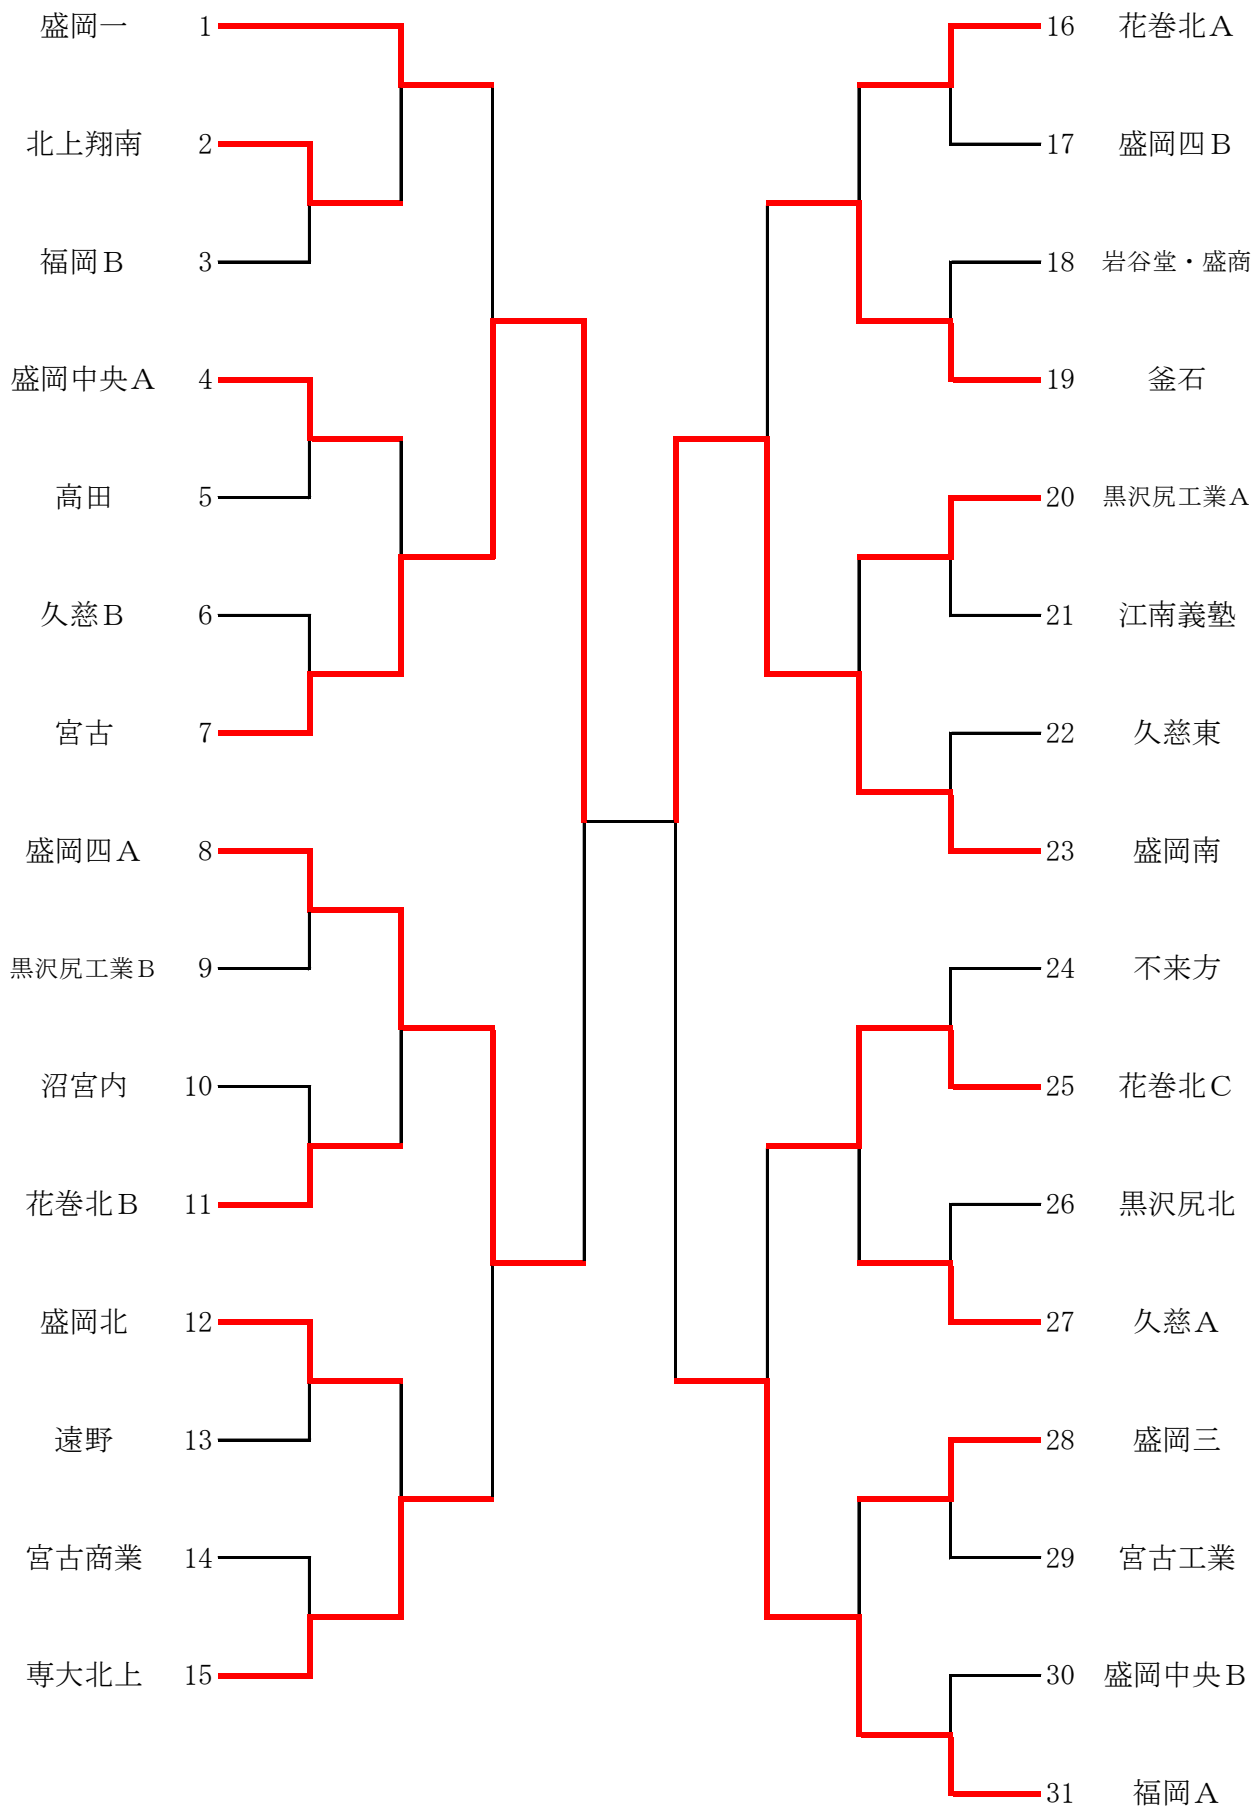 盛岡一 1
北上翔南 2
福岡Ｂ 3
盛岡中央Ａ 4
高田 5
久慈Ｂ 6
宮古 7
盛岡四Ａ 8
黒沢尻工業Ｂ 9
沼宮内 10
花巻北Ｂ 11
盛岡北 12
遠野 13
宮古商業 14
専大北上 15
16 花巻北Ａ
17 盛岡四Ｂ
18 岩谷堂・盛商
19 釜石
20 黒沢尻工業Ａ
21 江南義塾
22 久慈東
23 盛岡南
24 不来方
25 花巻北Ｃ
26 黒沢尻北
27 久慈Ａ
28 盛岡三
29 宮古工業
30 盛岡中央Ｂ
31 福岡Ａ